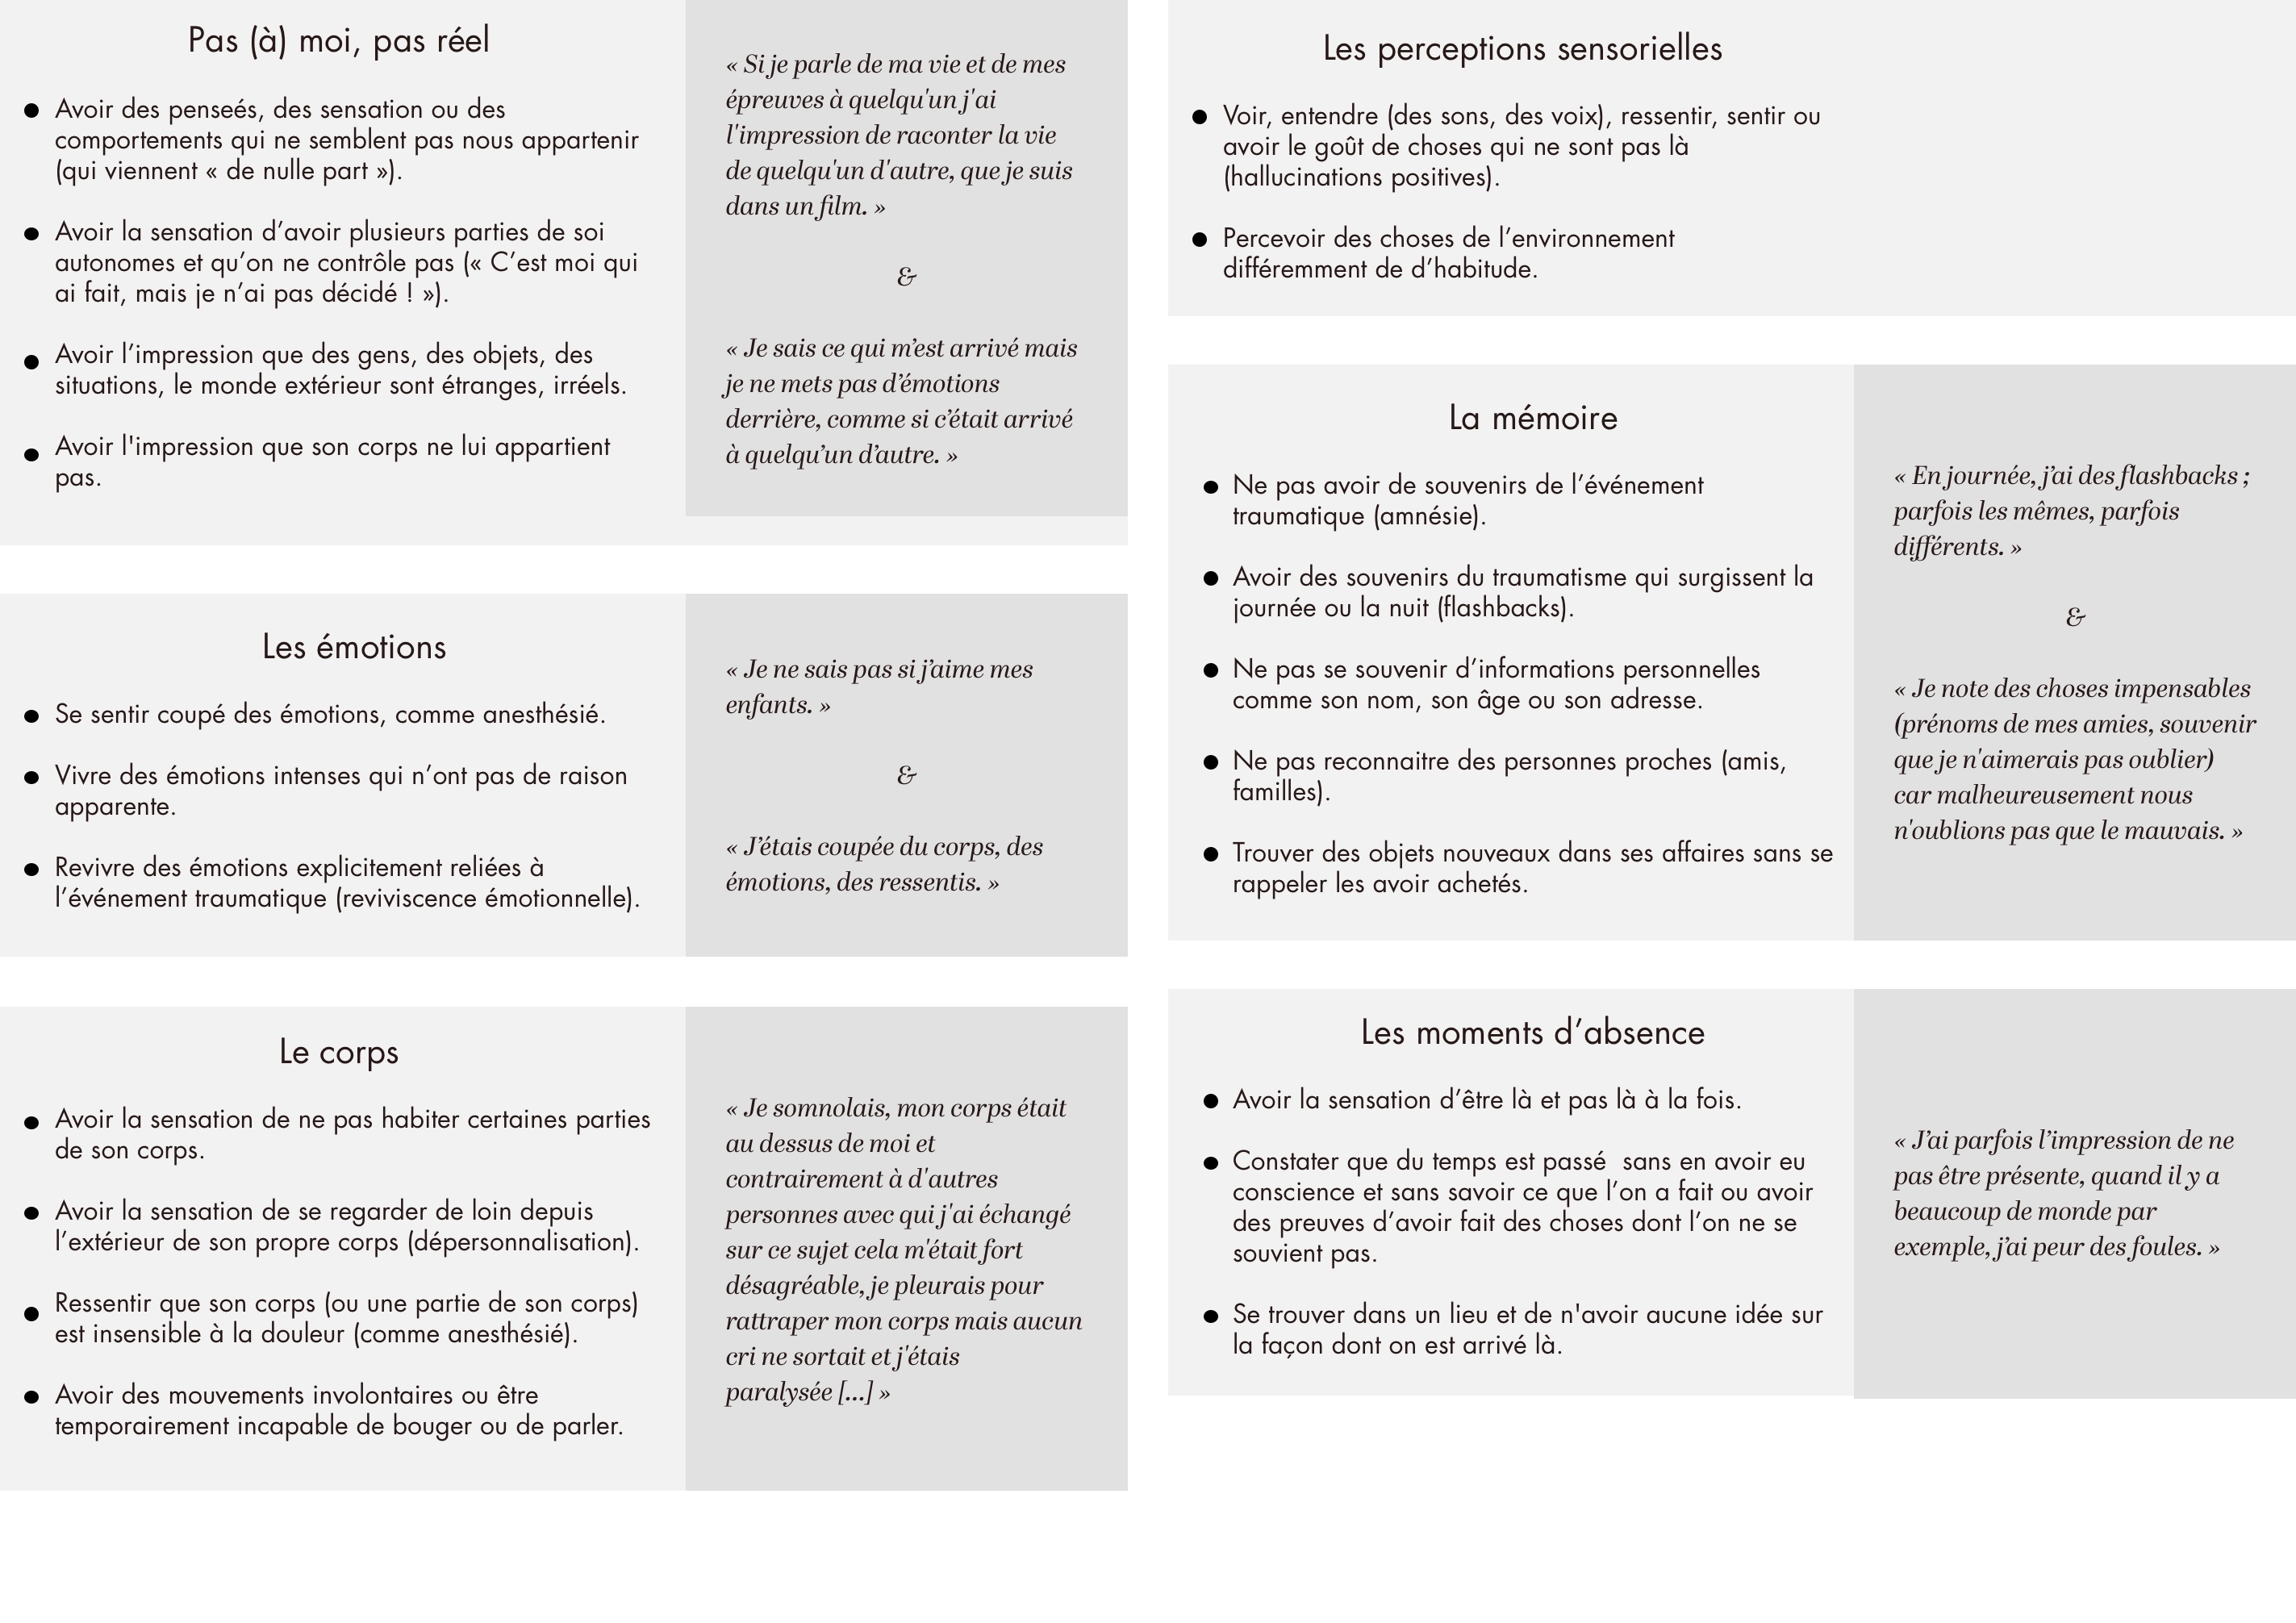 Pas (à) moi, pas réel
● Avoir des penseés, des sensation ou des
comportements qui ne semblent pas nous appartenir
(qui viennent « de nulle part »).
● Avoir la sensation d’avoir plusieurs parties de soi
autonomes et qu’on ne contrôle pas (« C’est moi qui
ai fait, mais je n’ai pas décidé ! »).
● Avoir l’impression que des gens, des objets, des
situations, le monde extérieur sont étranges, irréels.
● Avoir l'impression que son corps ne lui appartient
pas.
« Si je parle de ma vie et de mes
épreuves à quelqu'un j'ai
l'impression de raconter la vie
de quelqu'un d'autre, que je suis
dans un film. »
&
« Je sais ce qui m’est arrivé mais
je ne mets pas d’émotions
derrière, comme si c’était arrivé
à quelqu’un d’autre. »
Les émotions
● Se sentir coupé des émotions, comme anesthésié.
● Vivre des émotions intenses qui n’ont pas de raison
apparente.
● Revivre des émotions explicitement reliées à
l’événement traumatique (reviviscence émotionnelle).
« Je ne sais pas si j’aime mes
enfants. »
&
« J’étais coupée du corps, des
émotions, des ressentis. »
Le corps
● Avoir la sensation de ne pas habiter certaines parties
de son corps.
● Avoir la sensation de se regarder de loin depuis
l’extérieur de son propre corps (dépersonnalisation).
● Ressentir que son corps (ou une partie de son corps)
est insensible à la douleur (comme anesthésié).
● Avoir des mouvements involontaires ou être
temporairement incapable de bouger ou de parler.
« Je somnolais, mon corps était
au dessus de moi et
contrairement à d'autres
personnes avec qui j'ai échangé
sur ce sujet cela m'était fort
désagréable, je pleurais pour
rattraper mon corps mais aucun
cri ne sortait et j'étais
paralysée [...] »
Les perceptions sensorielles
● Voir, entendre (des sons, des voix), ressentir, sentir ou
avoir le goût de choses qui ne sont pas là
(hallucinations positives).
● Percevoir des choses de l’environnement
différemment de d’habitude.
La mémoire
● Ne pas avoir de souvenirs de l’événement
traumatique (amnésie).
● Avoir des souvenirs du traumatisme qui surgissent la
journée ou la nuit (flashbacks).
● Ne pas se souvenir d’informations personnelles
comme son nom, son âge ou son adresse.
● Ne pas reconnaitre des personnes proches (amis,
familles).
● Trouver des objets nouveaux dans ses affaires sans se
rappeler les avoir achetés.
« En journée, j’ai des flashbacks ;
parfois les mêmes, parfois
différents. »
&
« Je note des choses impensables
(prénoms de mes amies, souvenir
que je n'aimerais pas oublier)
car malheureusement nous
n'oublions pas que le mauvais. »
Les moments d’absence
● Avoir la sensation d’être là et pas là à la fois.
● Constater que du temps est passé  sans en avoir eu
conscience et sans savoir ce que l’on a fait ou avoir
des preuves d’avoir fait des choses dont l’on ne se
souvient pas.
● Se trouver dans un lieu et de n'avoir aucune idée sur
la façon dont on est arrivé là.
« J’ai parfois l’impression de ne
pas être présente, quand il y a
beaucoup de monde par
exemple, j’ai peur des foules. »